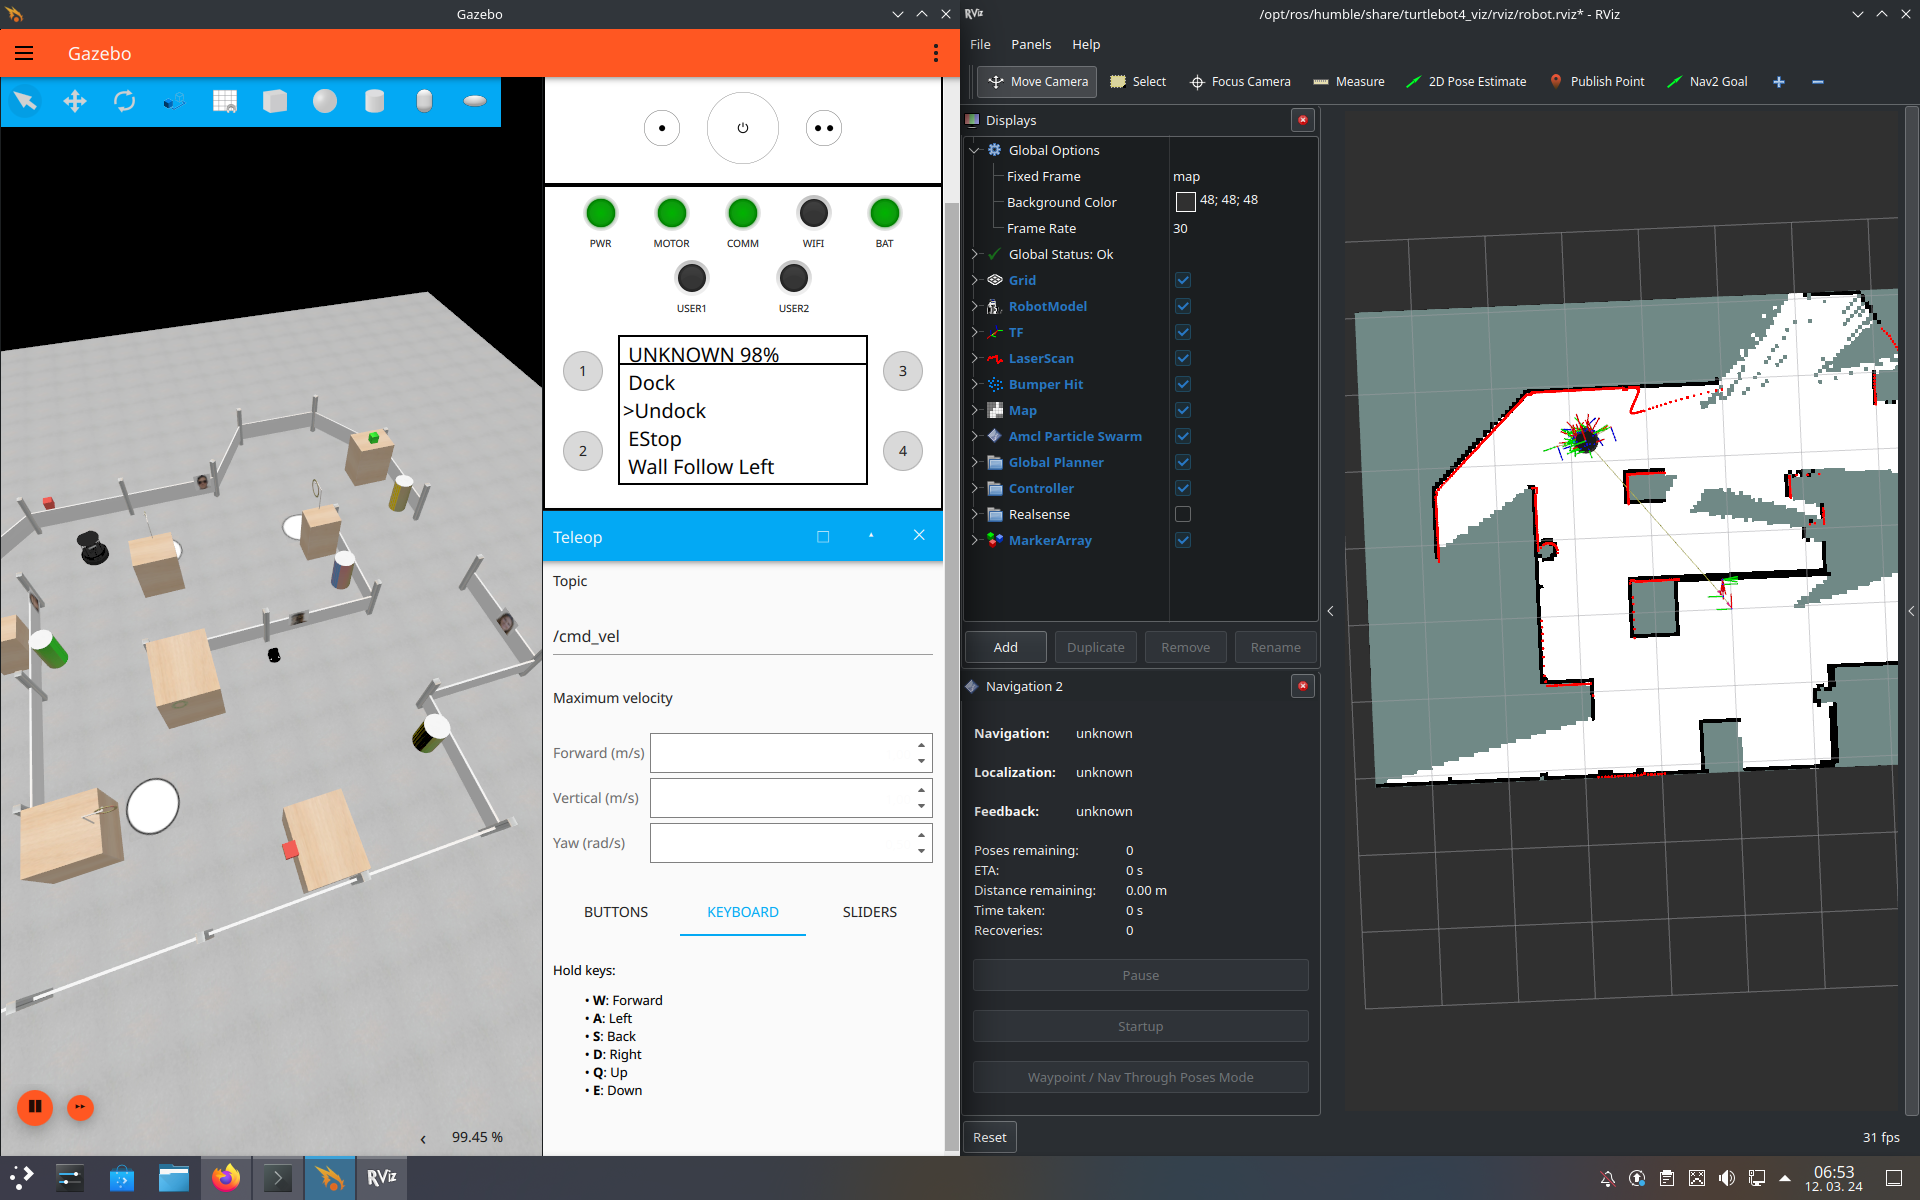 Gazebo
Gazebo
PWR MOTOR COMM WIFI BAT
USER1 USER2
UNKNOWN 98%
Dock
>Undock
EStop
Wall Follow Left
1
2
3
4
Teleop
Topic
/cmd_vel
Maximum velocity
Forward (m/s)
Vertical (m/s)
Yaw (rad/s)
BUTTONS KEYBOARD SLIDERS
Hold keys:
• W: Forward
• A: Left
• S: Back
• D: Right
• Q: Up
• E: Down
99.45 %
RViz /opt/ros/humble/share/turtlebot4_viz/rviz/robot.rviz* - RViz
File Panels Help
Move Camera Select Focus Camera Measure 2D Pose Estimate Publish Point Nav2 Goal
Displays
Global Options
Fixed Frame map
Background Color 48; 48; 48
Frame Rate 30
Global Status: Ok
Grid
RobotModel
TF
LaserScan
Bumper Hit
Map
Amcl Particle Swarm
Global Planner
Controller
Realsense
MarkerArray
Add Duplicate Remove Rename
Navigation 2
Navigation: unknown
Localization: unknown
Feedback: unknown
Poses remaining: 0
ETA: 0 s
Distance remaining: 0.00 m
Time taken: 0 s
Recoveries: 0
Pause
Startup
Waypoint / Nav Through Poses Mode
Reset
31 fps
RViz
06:53
12. 03. 24